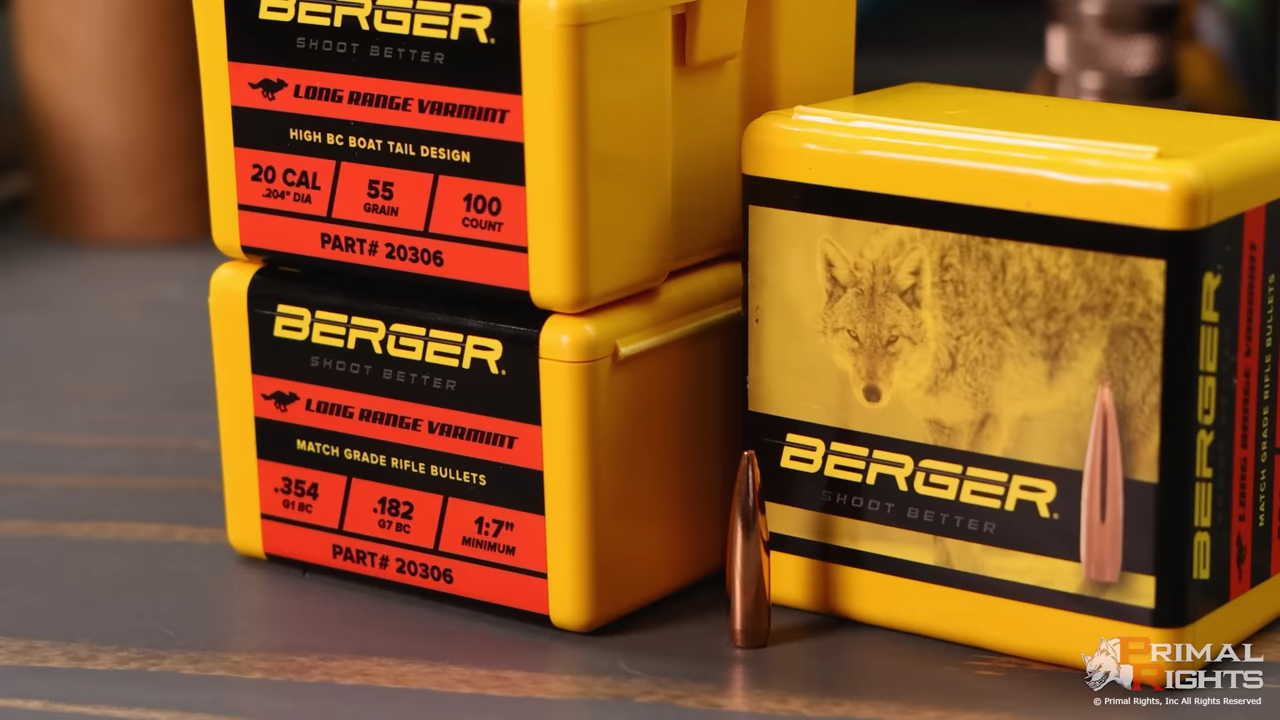 BERGER.
SHOOT BETTER
LONG RANGE VARMINT
HIGH BC BOAT TAIL DESIGN
20 CAL
.204" DIA
55
GRAIN
100
COUNT
PART# 20306
BERGER.
SHOOT BETTER
LONG RANGE VARMINT
MATCH GRADE RIFLE BULLETS
.354
G1 BC
.182
G7 BC
1:7"
MINIMUM
PART# 20306
BERGER.
SHOOT BETTER
BERGER.
LONG RANGE VARMINT
MATCH GRADE RIFLE BULLETS
PRIMAL
RIGHTS
© Primal Rights, Inc All Rights Reserved